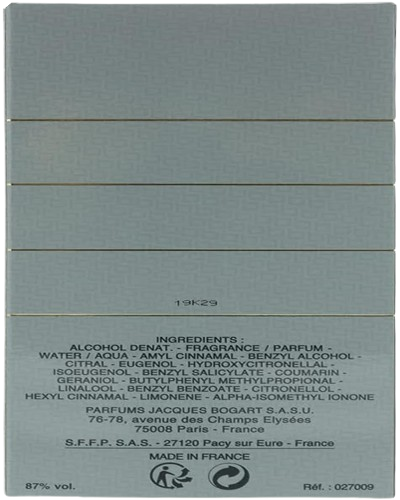 19K29
INGREDIENTS :
ALCOHOL DENAT. - FRAGRANCE / PARFUM -
WATER / AQUA - AMYL CINNAMAL - BENZYL ALCOHOL -
CITRAL - EUGENOL - HYDROXYCITRONELLAL -
ISOEUGENOL - BENZYL SALICYLATE - COUMARIN -
GERANIOL - BUTYLPHENYL METHYLPROPIONAL -
LINALOOL - BENZYL BENZOATE - CITRONELLOL -
HEXYL CINNAMAL - LIMONENE - ALPHA-ISOMETHYL IONONE
PARFUMS JACQUES BOGART S.A.S.U.
76-78, avenue des Champs Elysées
75008 Paris - France
S.F.F.P. S.A.S. - 27120 Pacy sur Eure - France
MADE IN FRANCE
87% vol. Réf. : 027009